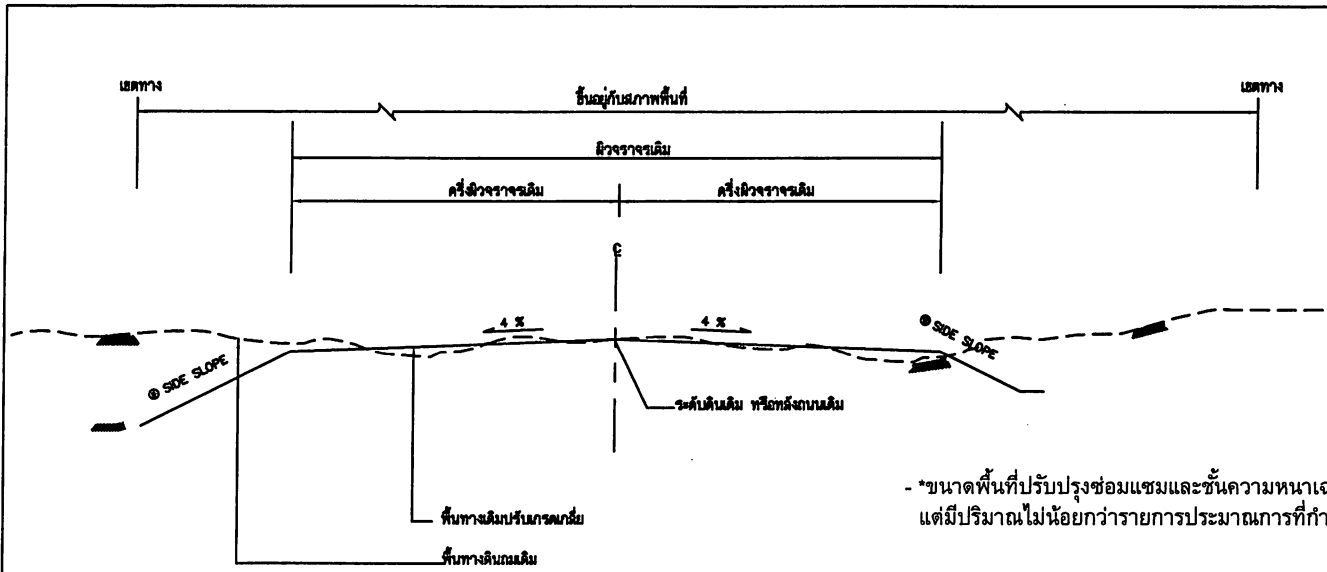 เขตทาง
เขตทาง
ขึ้นอยู่กับสภาพพื้นที่
ผิวจราจรเดิม
ครึ่งผิวจราจรเดิม
ครึ่งผิวจราจรเดิม
4 %
4 %
SIDE SLOPE
SIDE SLOPE
ระดับดินเดิม หรือหลังถนนเดิม
- *ขนาดพื้นที่ปรับปรุงซ่อมแซมและชั้นความหนาเฉ
แต่มีปริมาณไม่น้อยกว่ารายการประมาณการที่กำ
พื้นทางเดิมปรับเกรดเกลี่ย
พื้นทางดินถมเดิม